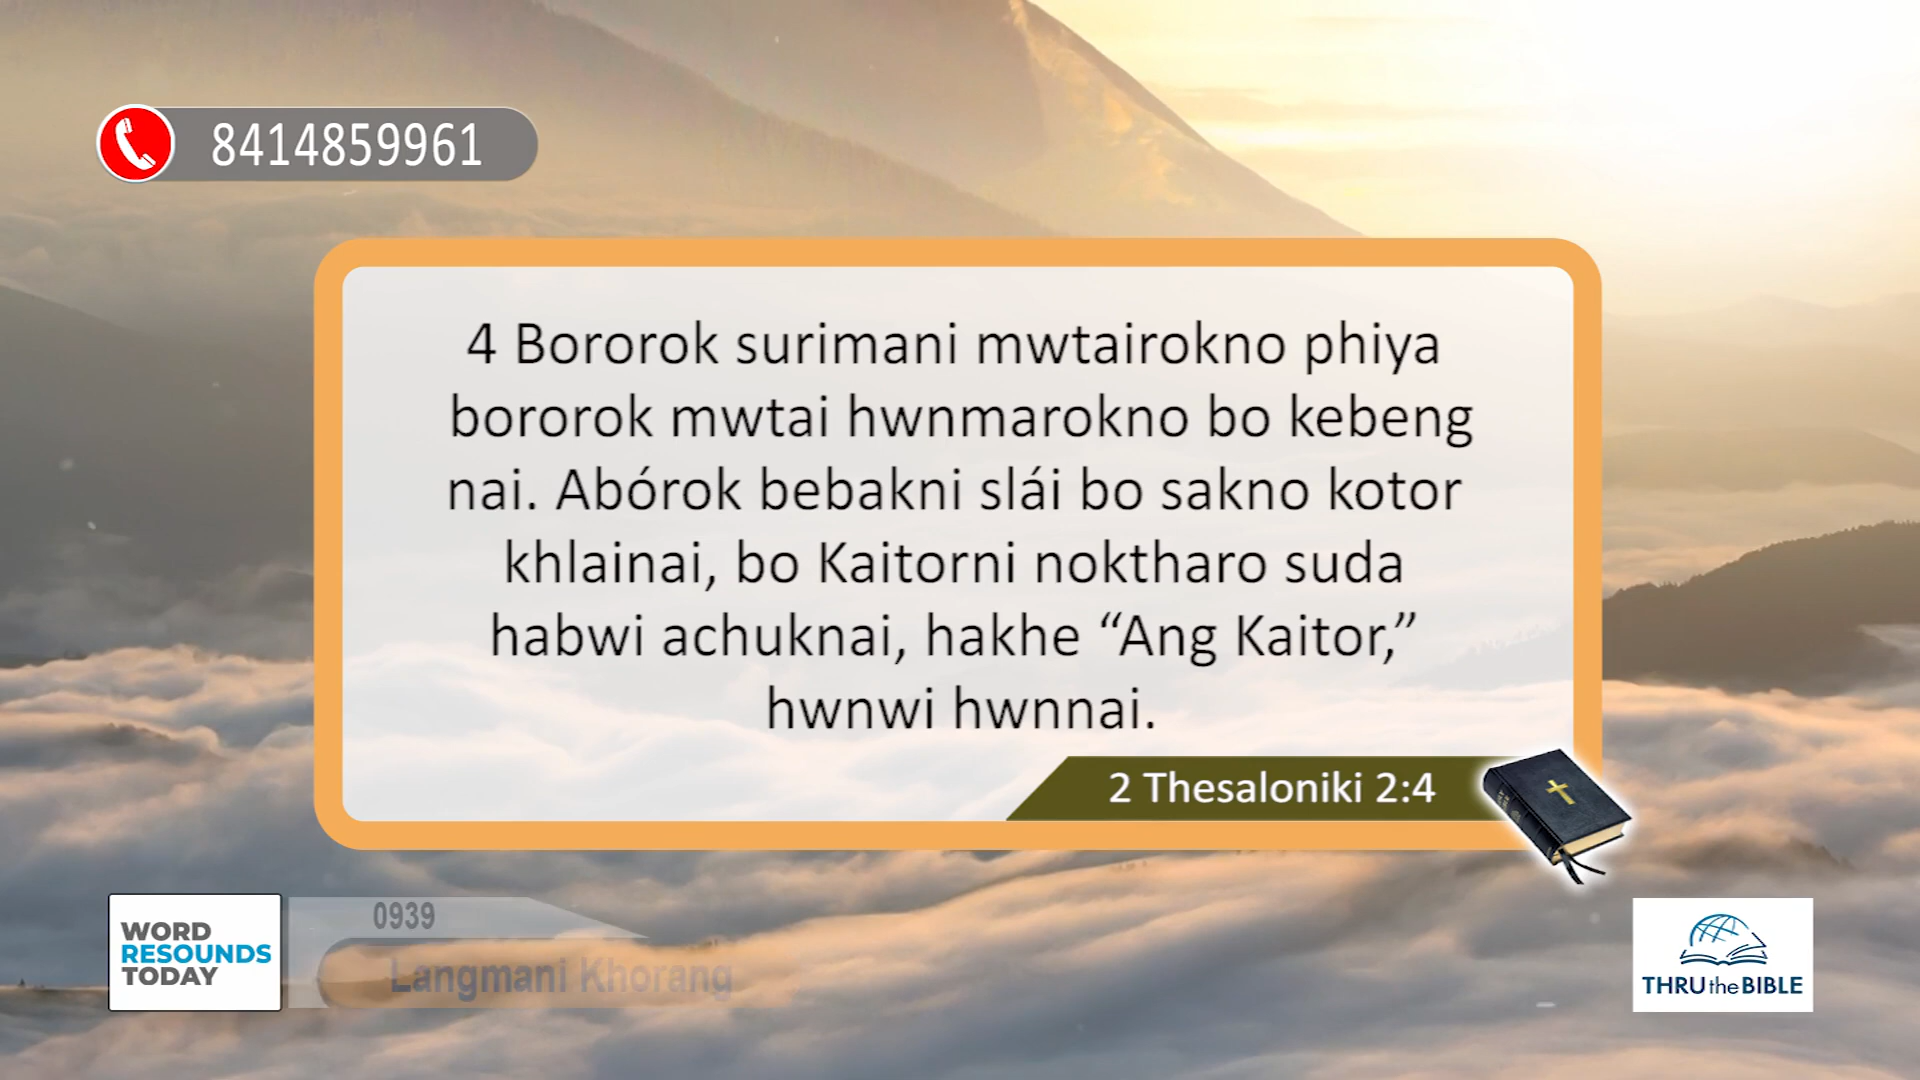 8414859961
4 Bororok surimani mwtairokno phiya
bororok mwtai hwnmarokno bo kebeng
nai. Abórok bebakni slái bo sakno kotor
khlainai, bo Kaitorni noktharo suda
habwi achuknai, hakhe “Ang Kaitor,”
hwnwi hwnnai.
2 Thesaloniki 2:4
WORD
RESOUNDS
TODAY
0939
Langmani Khorang
THRU the BIBLE